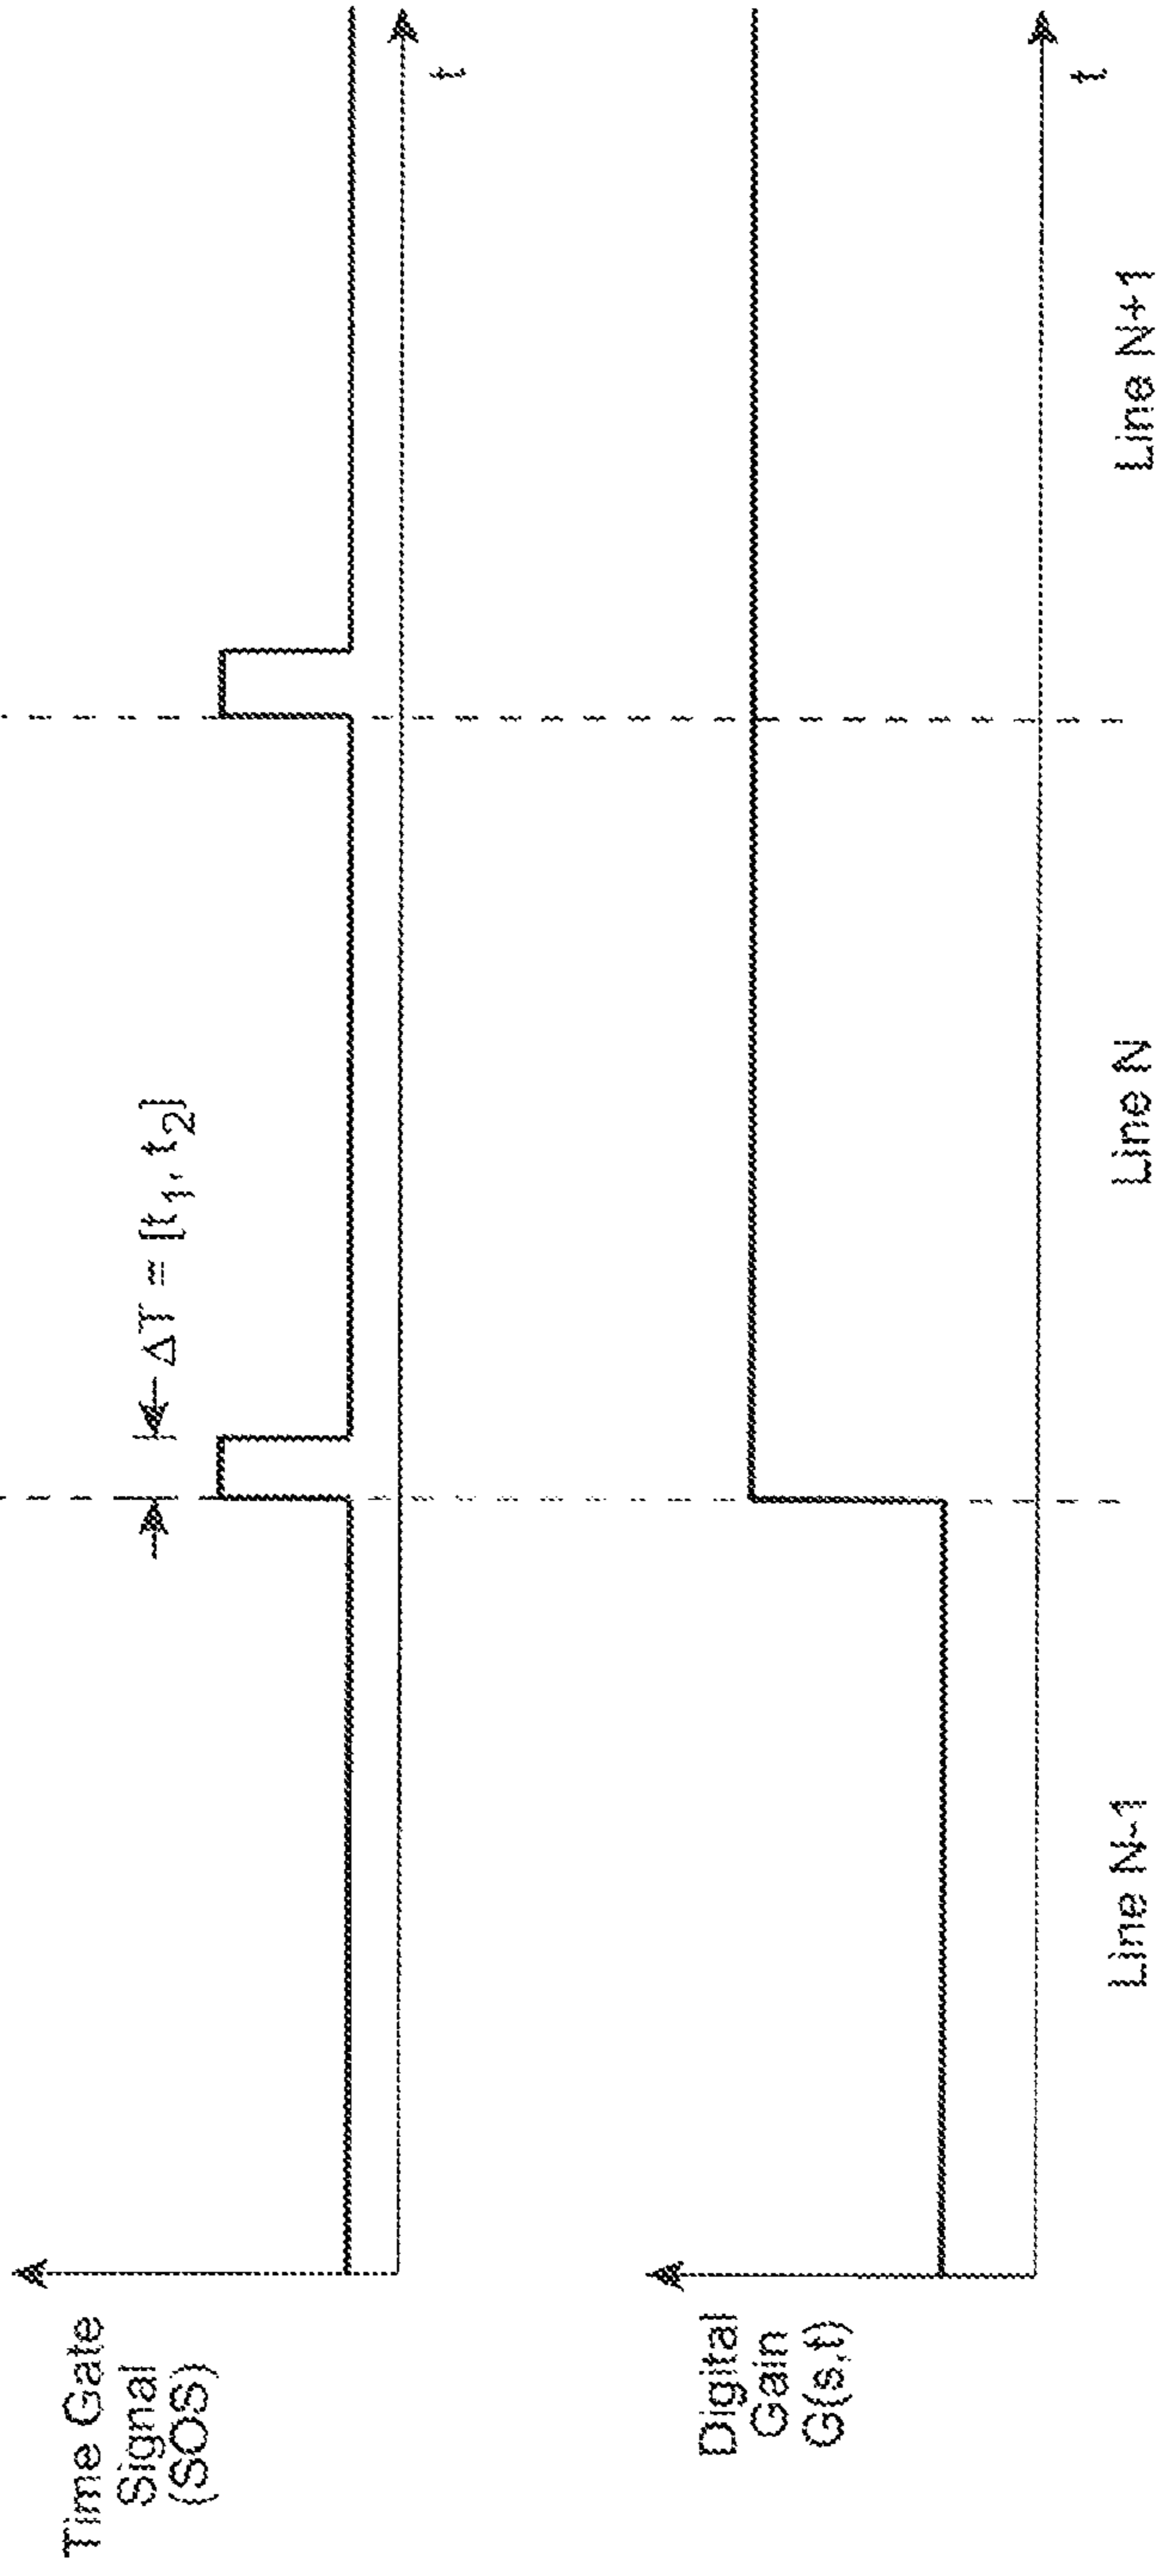 Time Gate
Signal
(SOS)
ΔT = [t1, t2]
t
Digital
Gain
G(s,t)
t
Line N-1
Line N
Line N+1